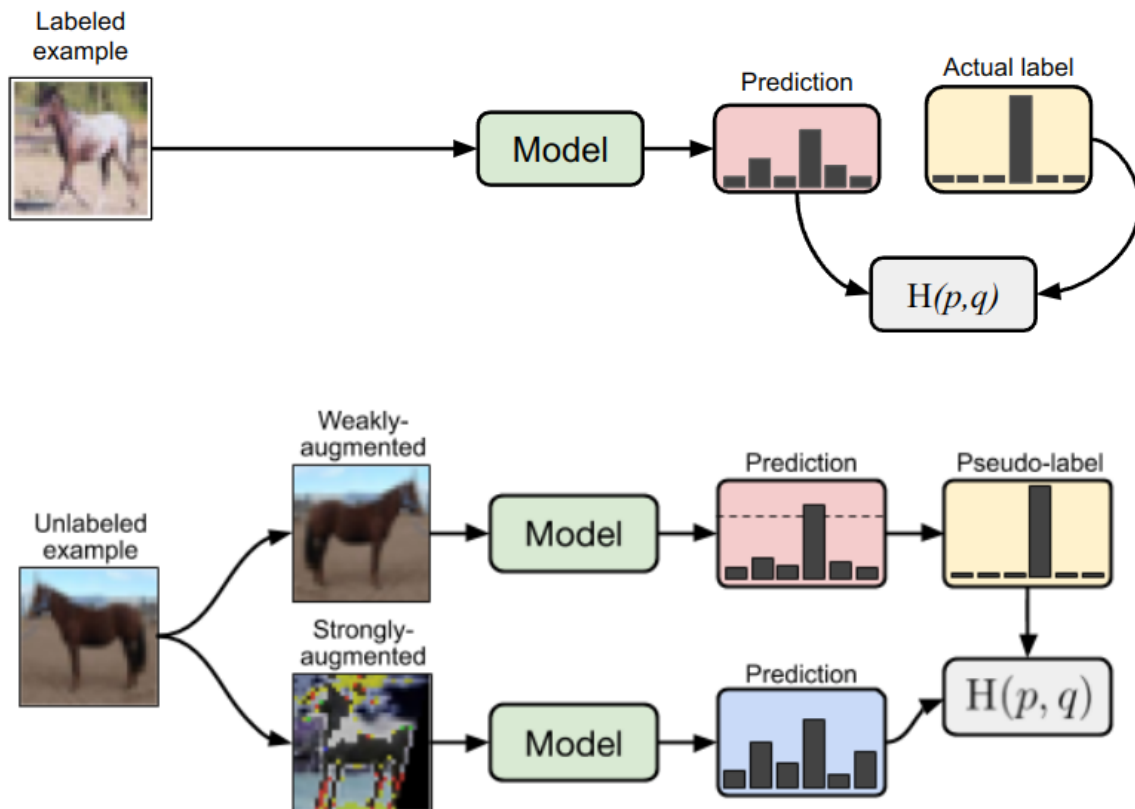 Labeled
example
Model
Prediction
Actual label
H(p,q)
Weakly-
augmented
Unlabeled
example
Model
Prediction
Pseudo-label
Strongly-
augmented
Model
Prediction
H(p, q)